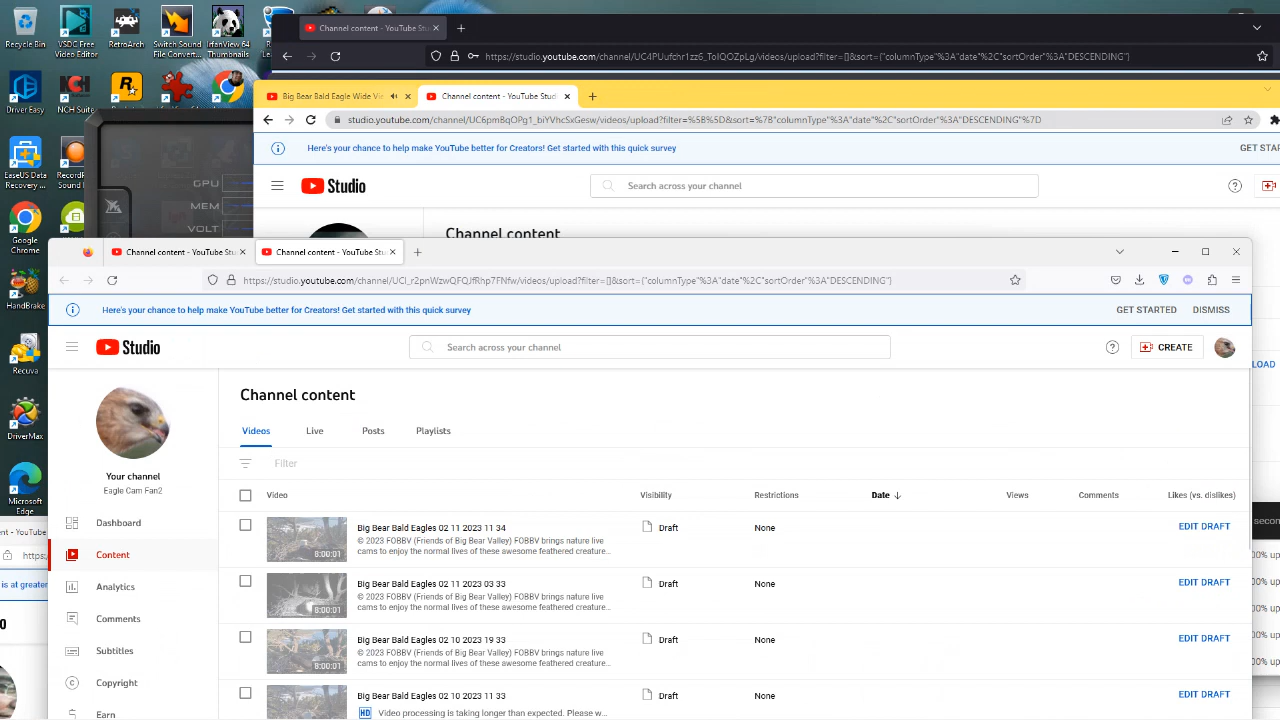 Recycle Bin
VSDC Free Video Editor
RetroArch
Switch Sound File Convert...
IrfanView 64 Thumbnails
Channel content - YouTube Stu
https://studio.youtube.com/channel/UC4PUufchr1zz6_ToIQOZpLg/videos/upload?filter=[]&sort={"columnType"%3A"date"%2C"sortOrder"%3A"DESCENDING"}
Driver Easy
NCH Suite
Big Bear Bald Eagle Wide Vie
Channel content - YouTube Stud
studio.youtube.com/channel/UC6pmBqOPg1_biYVhcSxGesw/videos/upload?filter=%5B%5D&sort=%7B"columnType"%3A"date"%2C"sortOrder"%3A"DESCENDING"%7D
Here's your chance to help make YouTube better for Creators! Get started with this quick survey
GET STAR
EaseUS Data Recovery ...
RecordP Sound
GPU
MEM
VOLT
Studio
Search across your channel
Channel content
Google Chrome
Channel content - YouTube Stu
Channel content - YouTube Stu
https://studio.youtube.com/channel/UCI_r2pnWzwQFQJfRhp7FNfw/videos/upload?filter=[]&sort={"columnType"%3A"date"%2C"sortOrder"%3A"DESCENDING"}
HandBrake
Here's your chance to help make YouTube better for Creators! Get started with this quick survey
GET STARTED
DISMISS
Studio
Search across your channel
CREATE
Recuva
LOAD
Channel content
Videos
Live
Posts
Playlists
DriverMax
Your channel
Eagle Cam Fan2
Filter
Video
Visibility
Restrictions
Date
Views
Comments
Likes (vs. dislikes)
Microsoft Edge
Dashboard
Content
Analytics
Comments
Subtitles
Copyright
Earn
Big Bear Bald Eagles 02 11 2023 11 34
© 2023 FOBBV (Friends of Big Bear Valley) FOBBV brings nature live
cams to enjoy the normal lives of these awesome feathered creature...
8:00:01
Draft
None
EDIT DRAFT
Big Bear Bald Eagles 02 11 2023 03 33
© 2023 FOBBV (Friends of Big Bear Valley) FOBBV brings nature live
cams to enjoy the normal lives of these awesome feathered creature...
8:00:01
Draft
None
EDIT DRAFT
Big Bear Bald Eagles 02 10 2023 19 33
© 2023 FOBBV (Friends of Big Bear Valley) FOBBV brings nature live
cams to enjoy the normal lives of these awesome feathered creature...
8:00:01
Draft
None
EDIT DRAFT
Big Bear Bald Eagles 02 10 2023 11 33
HD Video processing is taking longer than expected. Please w...
Draft
None
EDIT DRAFT
ntent - YouTu
https:
is at greater